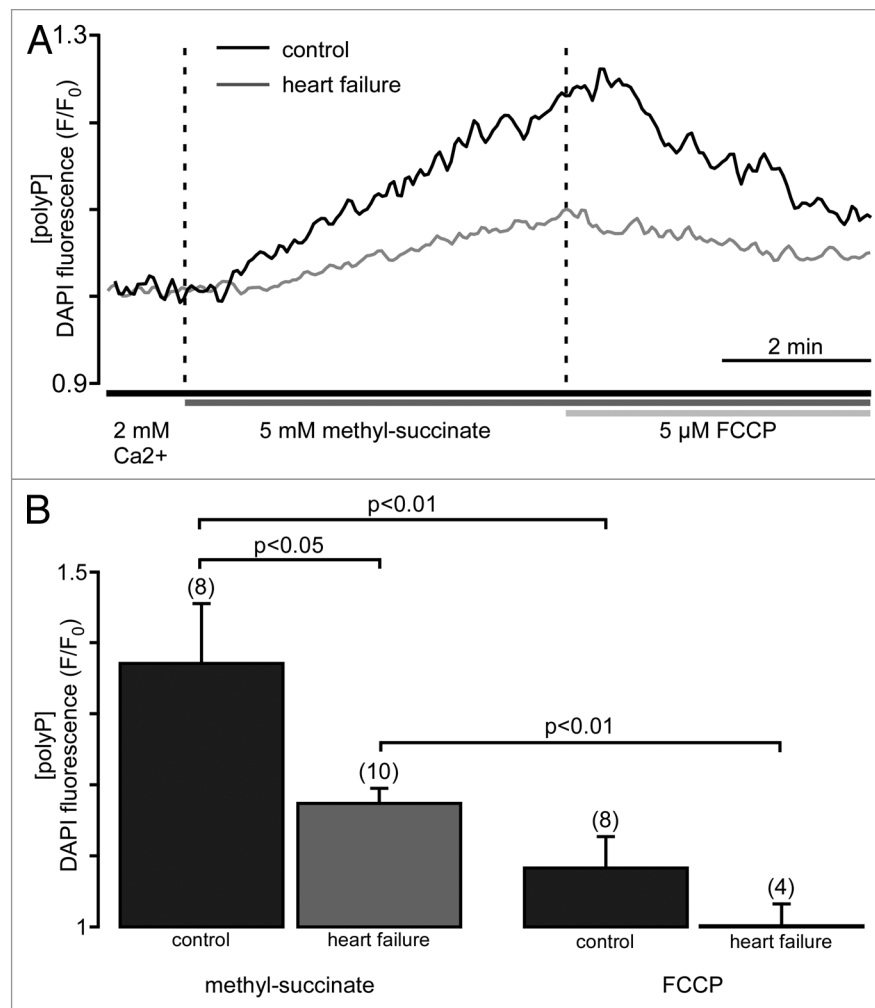 A
1.3
control
heart failure
[polyP]
DAPI fluorescence (F/F0)
0.9
2 min
2 mM
Ca2+
5 mM methyl-succinate
5 µM FCCP
B
p<0.01
p<0.05
1.5
(8)
[polyP]
DAPI fluorescence (F/F0)
p<0.01
(10)
(8)
(4)
1
control
heart failure
control
heart failure
methyl-succinate
FCCP